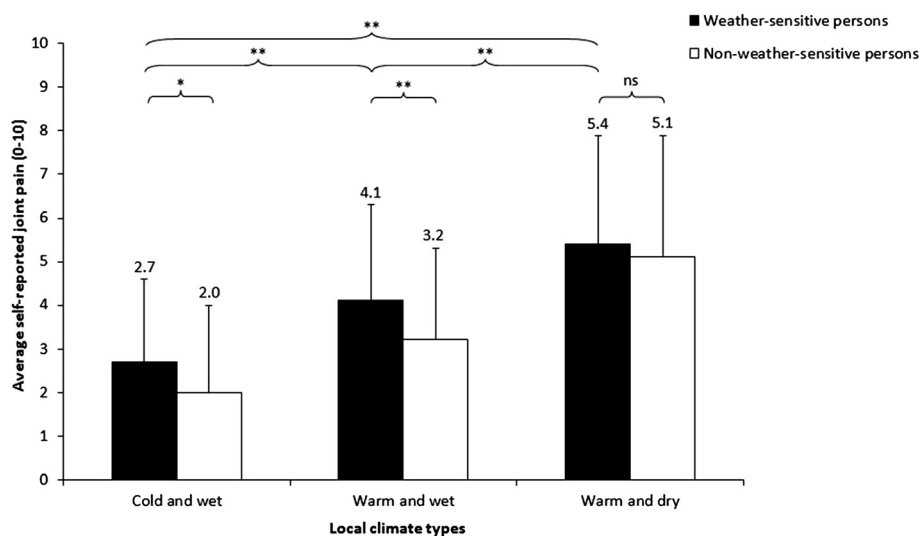 Weather-sensitive persons
Non-weather-sensitive persons
Average self-reported joint pain (0-10)
10
9
8
7
6
5
4
3
2
1
0
**
**
**
*
**
ns
2.7
2.0
4.1
3.2
5.4
5.1
Cold and wet
Warm and wet
Warm and dry
Local climate types